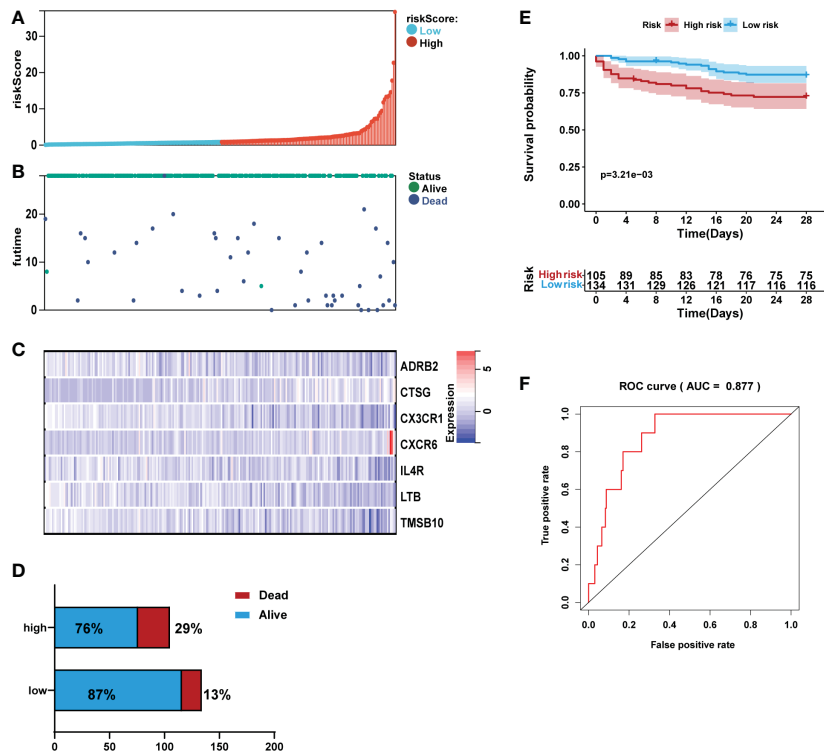 A
riskScore:
Low
High
riskScore
30
20
10
0
B
Status
Alive
Dead
futime
20
10
0
C
ADRB2
CTSG
CX3CR1
CXCR6
IL4R
LTB
TMSB10
Expression
5
0
D
Dead
Alive
high
76%
29%
low
87%
13%
0 50 100 150 200
E
Risk High risk Low risk
Survival probability
1.00
0.75
0.50
0.25
0.00
p=3.21e−03
0 4 8 12 16 20 24 28
Time(Days)
Risk
High risk 105 89 85 83 78 76 75 75
Low risk 134 131 129 126 121 117 116 116
0 4 8 12 16 20 24 28
Time(Days)
F
ROC curve ( AUC = 0.877 )
True positive rate
1.0
0.8
0.6
0.4
0.2
0.0
0.0 0.2 0.4 0.6 0.8 1.0
False positive rate